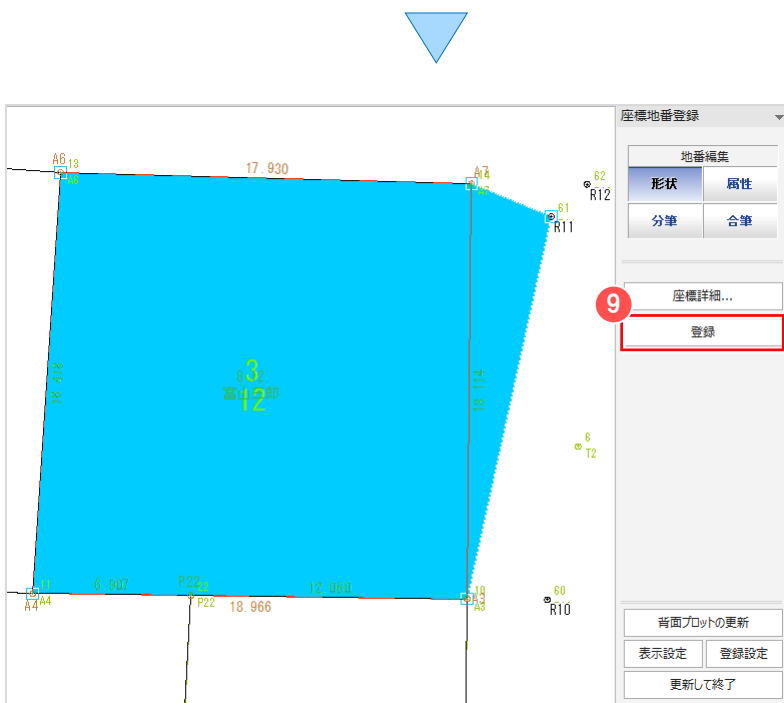 座標地番登録
地番編集
形状 属性
分筆 合筆
座標詳細...
9
登録
背面プロットの更新
表示設定 登録設定
更新して終了
A6 13
17.930
A7
62
R12
61
R11
3
12
18.114
6
T2
6.907
P22
P22
12.060
18.966
A4
A4
10
A3
A3
60
R10